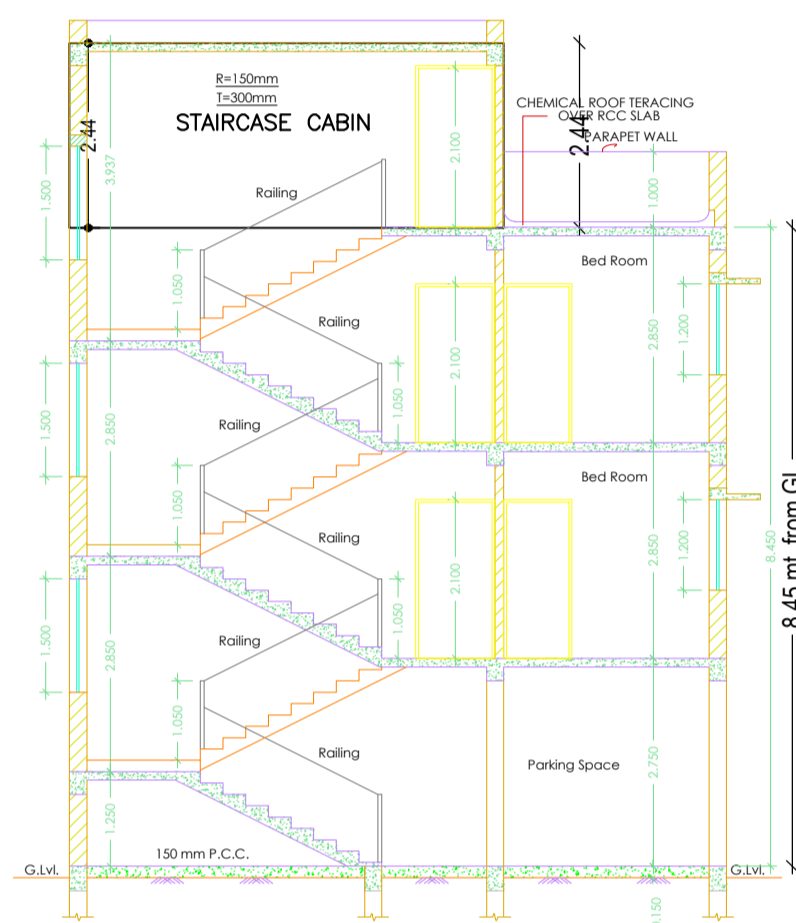 R=150mm
T=300mm
STAIRCASE CABIN
CHEMICAL ROOF TERACING
OVER RCC SLAB
PARAPET WALL
2.44
2.44
3.937
2.100
1.000
1.500
Railing
Bed Room
1.050
Railing
2.100
2.850
1.200
1.500
2.850
1.050
Railing
Bed Room
1.050
Railing
2.100
2.850
1.200
8.450
8.45 mt. from GL
1.500
2.850
1.050
Railing
1.050
Railing
Parking Space
2.750
1.250
150 mm P.C.C.
G.Lvl.
G.Lvl.
0.150